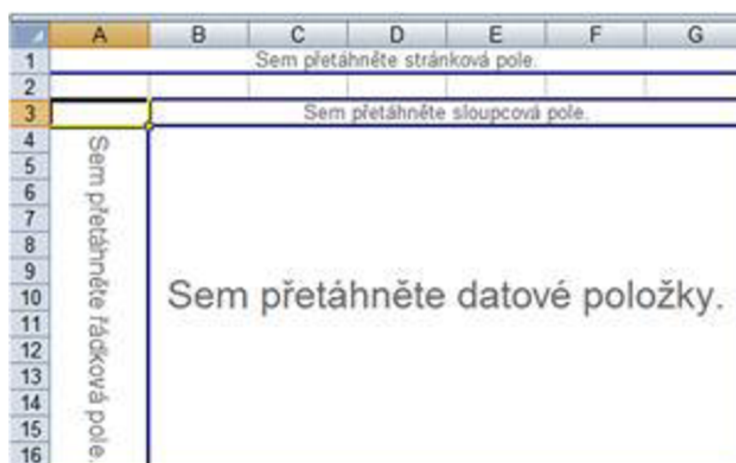 A B C D E F G
1 Sem přetáhněte stránková pole.
2
3 Sem přetáhněte sloupcová pole.
4
5
6
7
8
9
10
11
12
13
14
15
16
Sem přetáhněte řádková pole.
Sem přetáhněte datové položky.